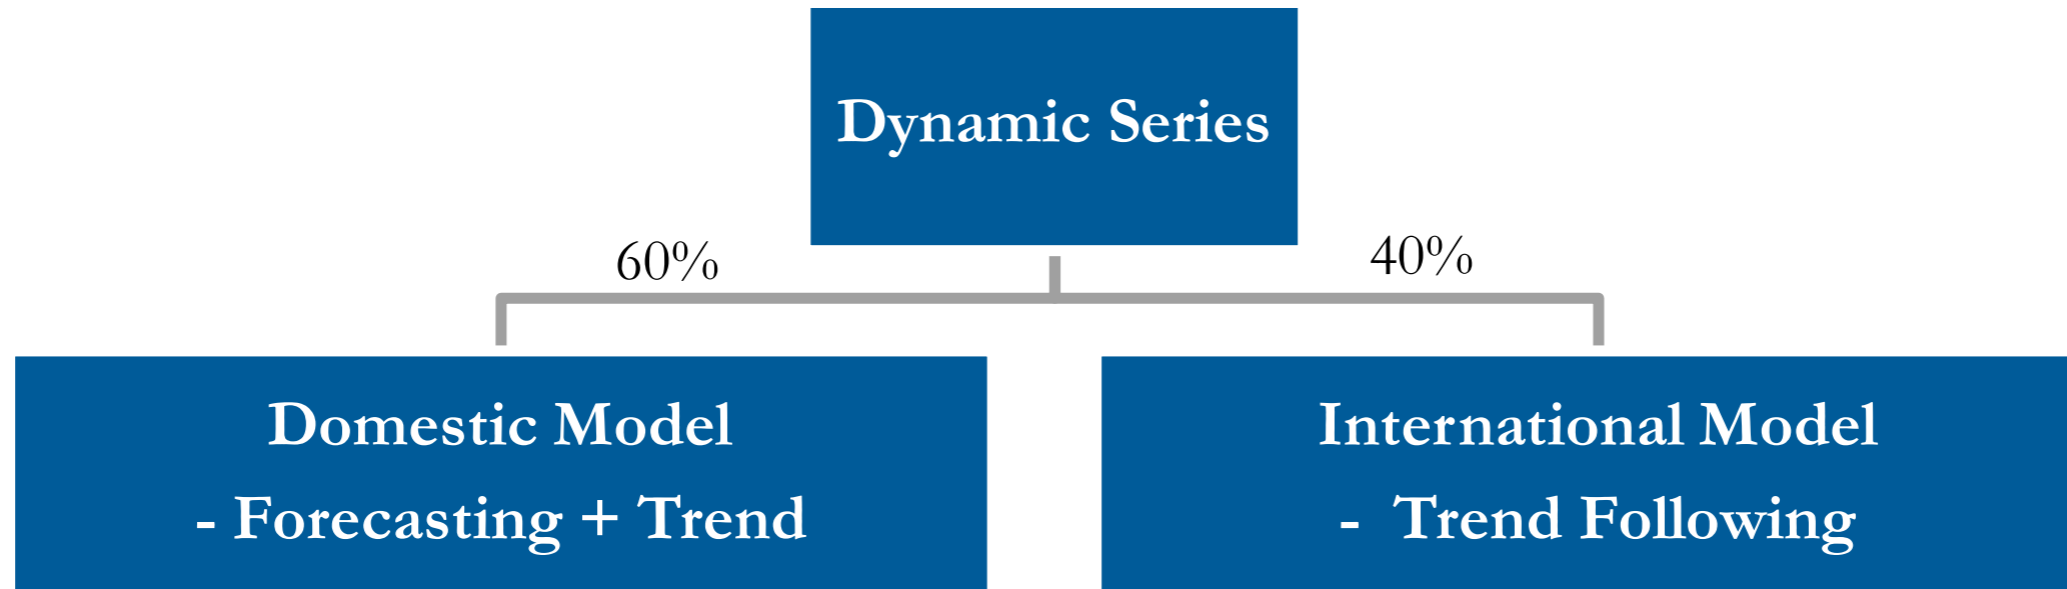 Dynamic Series
60%
40%
Domestic Model
- Forecasting + Trend
International Model
- Trend Following